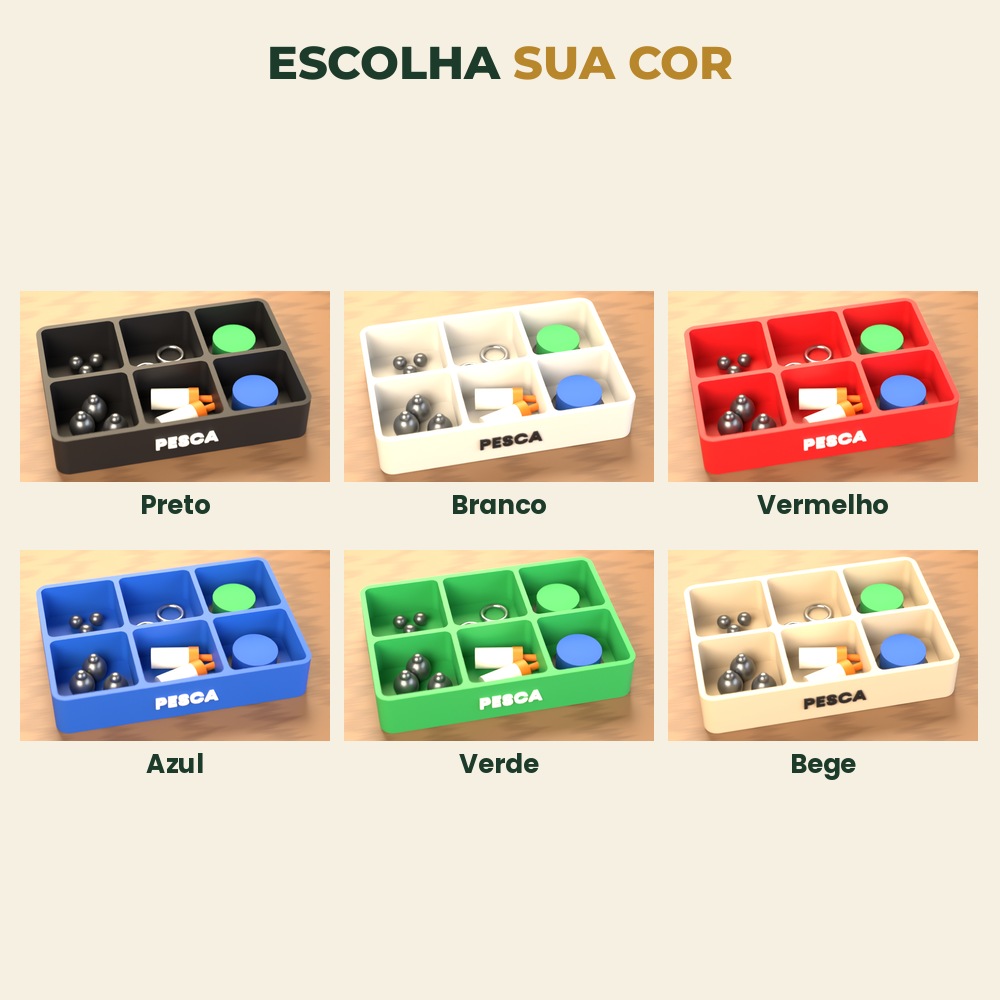 ESCOLHA SUA COR
PESCA
PESCA
PESCA
Preto
Branco
Vermelho
PESCA
PESCA
PESCA
Azul
Verde
Bege